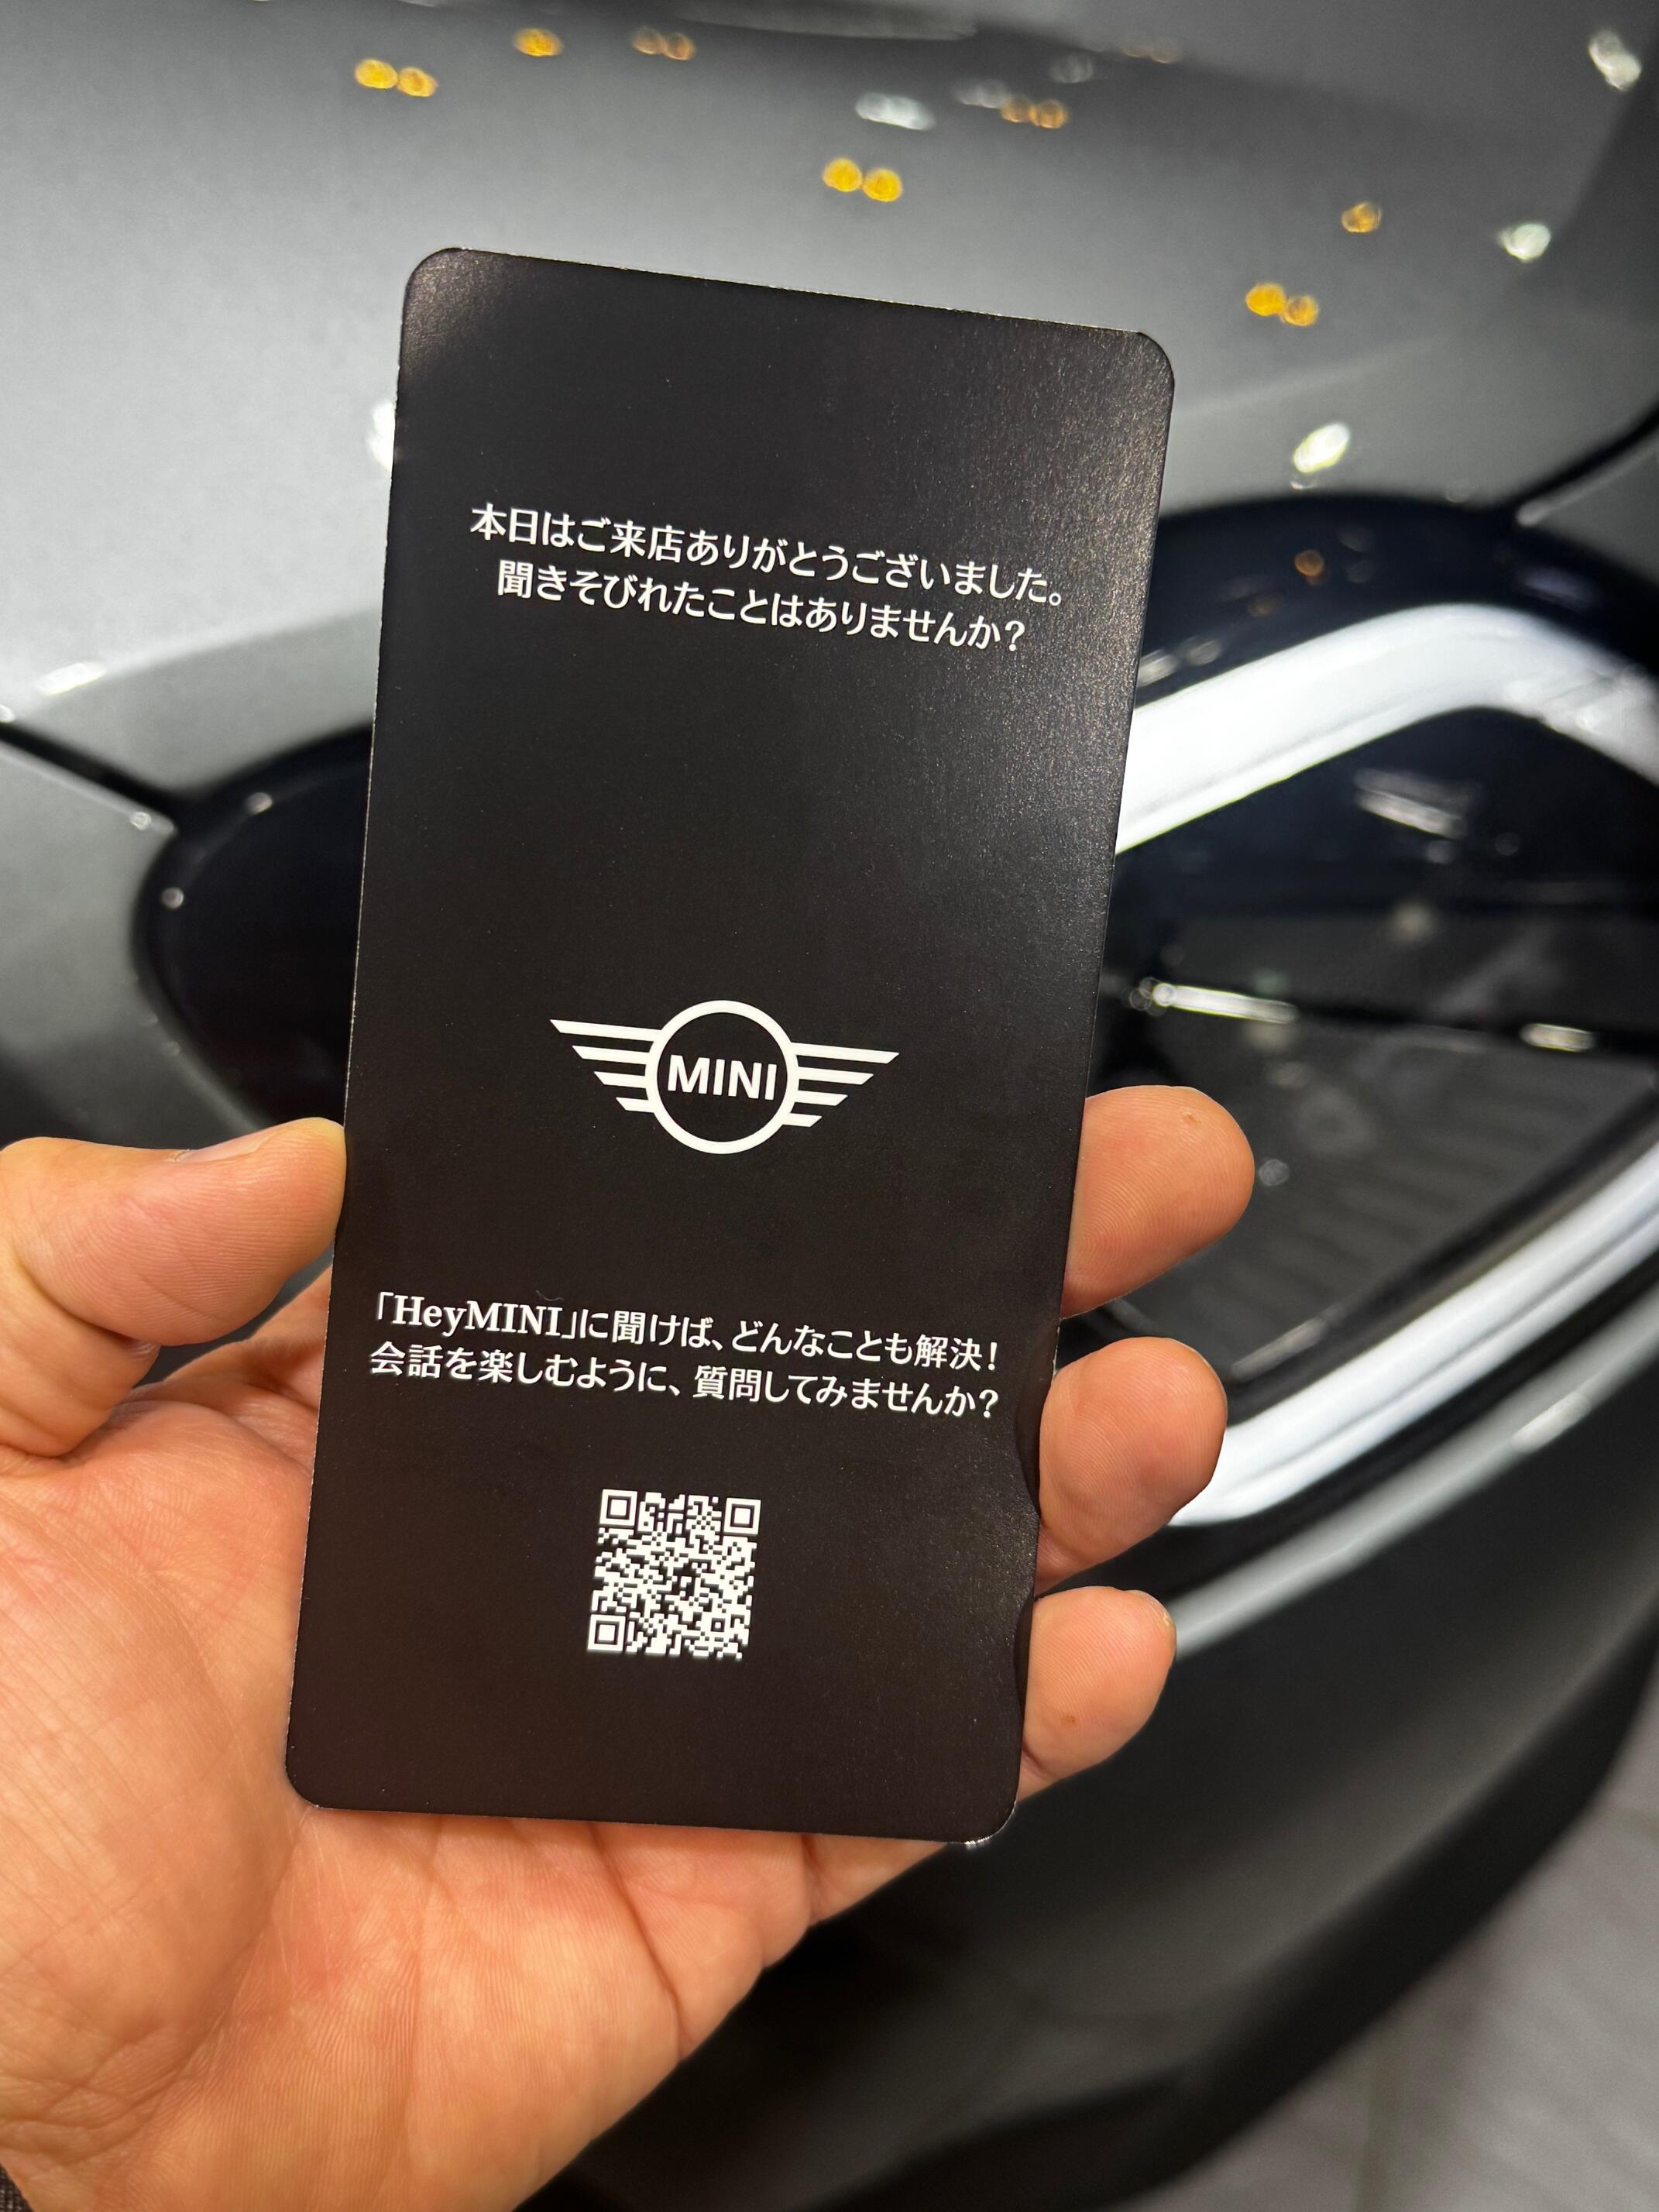 本日はご来店ありがとうございました。
聞きそびれたことはありませんか？
MINI
「HeyMINI」に聞けば、どんなことも解決！
会話を楽しむように、質問してみませんか？